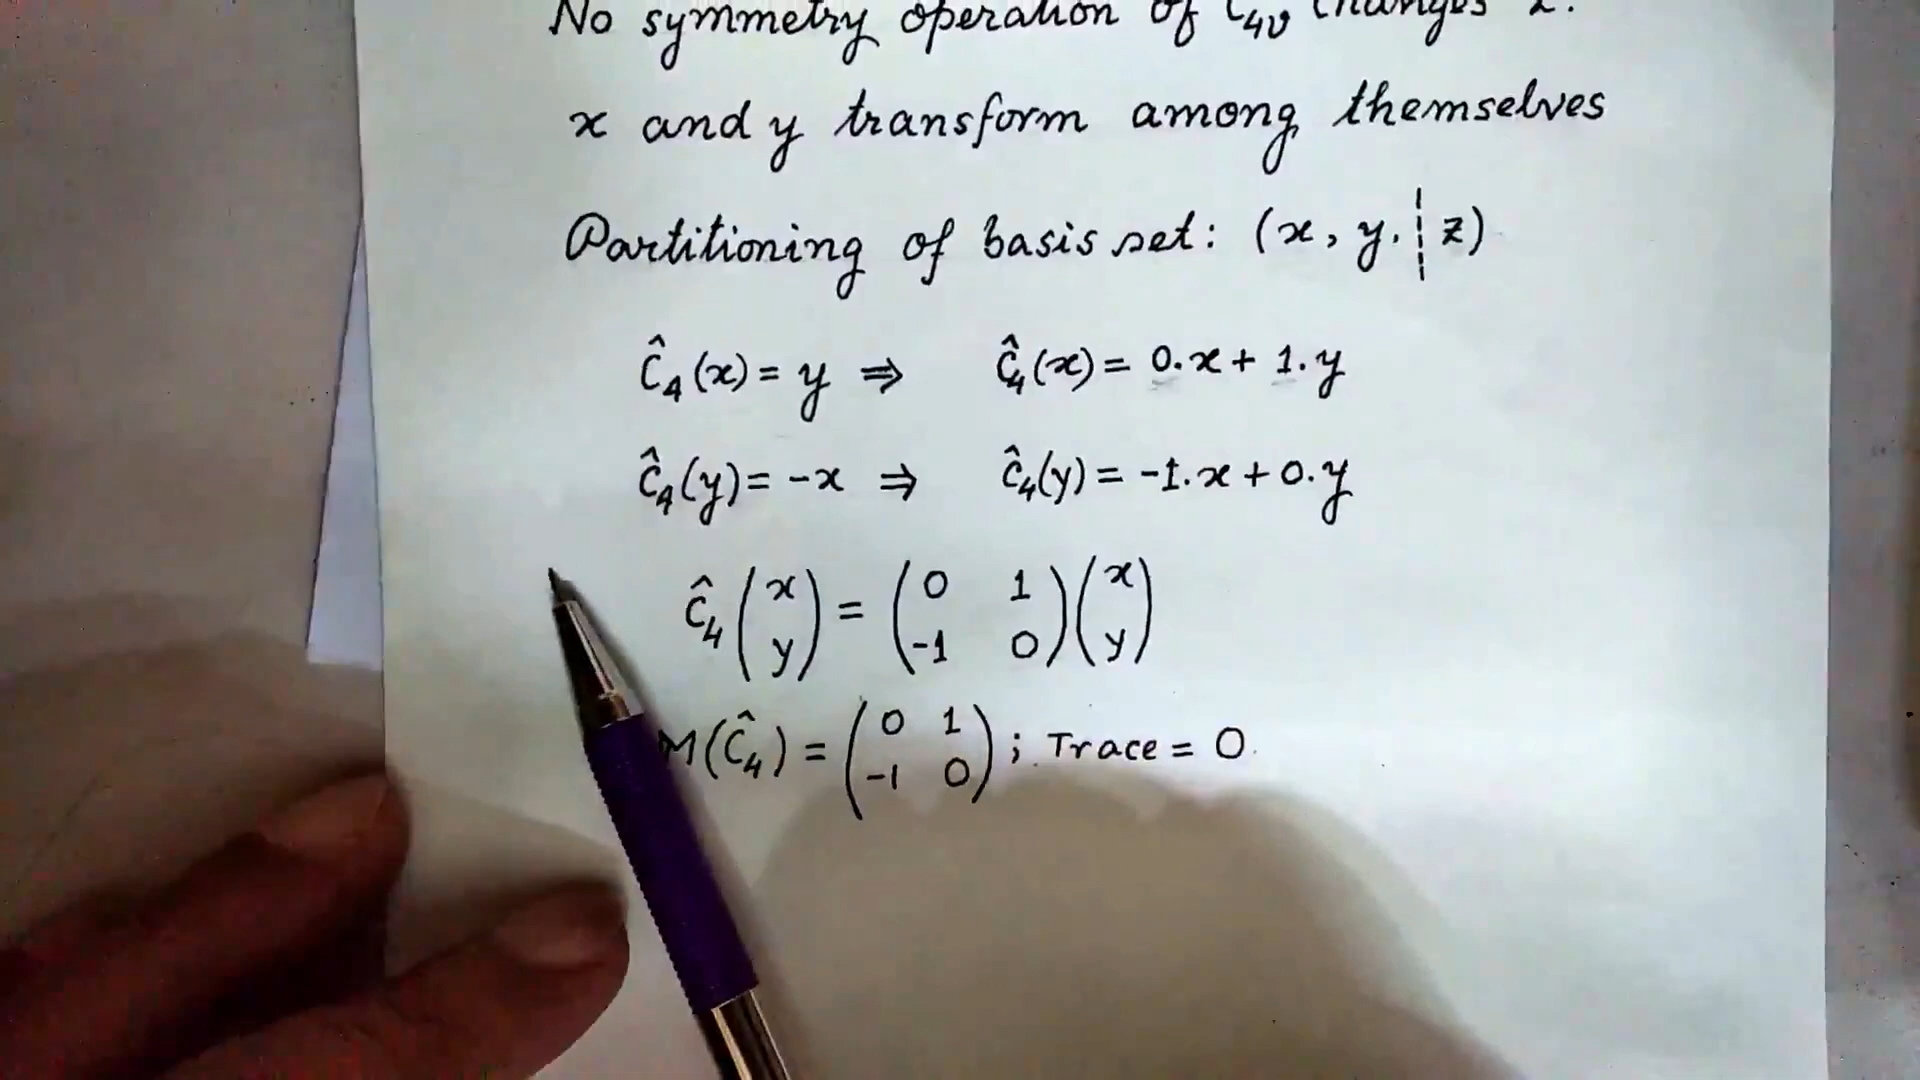 No symmetry operation of C4v changes z.
x and y transform among themselves
Partitioning of basis set: (x, y. ¦ z)
Ĉ4(x) = y ⇒ Ĉ4(x) = 0.x + 1.y
Ĉ4(y) = -x ⇒ Ĉ4(y) = -1.x + 0.y
Ĉ4 (x y) = (0 1 -1 0)(x y)
M(Ĉ4) = (0 1 -1 0); Trace = 0.